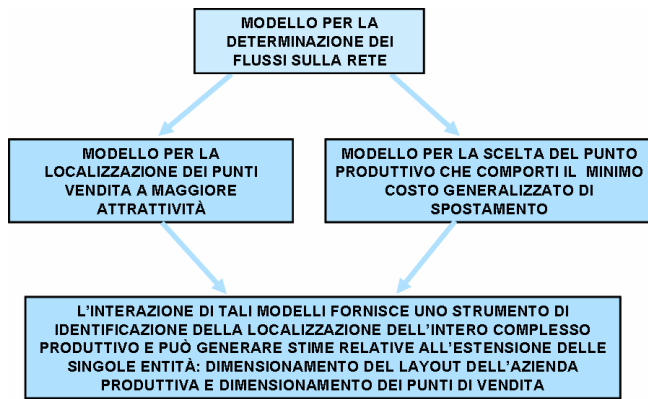 MODELLO PER LA
DETERMINAZIONE DEI
FLUSSI SULLA RETE
MODELLO PER LA
LOCALIZZAZIONE DEI PUNTI
VENDITA A MAGGIORE
ATTRATTIVITÀ
MODELLO PER LA SCELTA DEL PUNTO
PRODUTTIVO CHE COMPORTI IL MINIMO
COSTO GENERALIZZATO DI
SPOSTAMENTO
L'INTERAZIONE DI TALI MODELLI FORNISCE UNO STRUMENTO DI
IDENTIFICAZIONE DELLA LOCALIZZAZIONE DELL'INTERO COMPLESSO
PRODUTTIVO E PUÒ GENERARE STIME RELATIVE ALL'ESTENSIONE DELLE
SINGOLE ENTITÀ: DIMENSIONAMENTO DEL LAYOUT DELL'AZIENDA
PRODUTTIVA E DIMENSIONAMENTO DEI PUNTI DI VENDITA